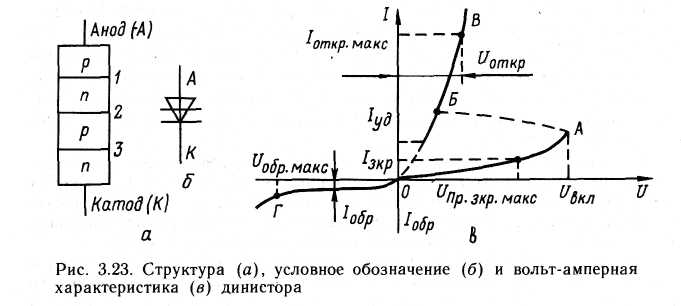 Анод (А)
р
1
п
2
р
3
п
Катод (К)
а
А
К
б
I
В
Iоткр. макс
Uоткр
Б
Iуд
А
Iзкр
Uобр. макс
0
Uпр. зкр. макс
Uвкл
U
Г
Iобр
Iобр
в
Рис. 3.23. Структура (а), условное обозначение (б) и вольт-амперная
характеристика (в) динистора